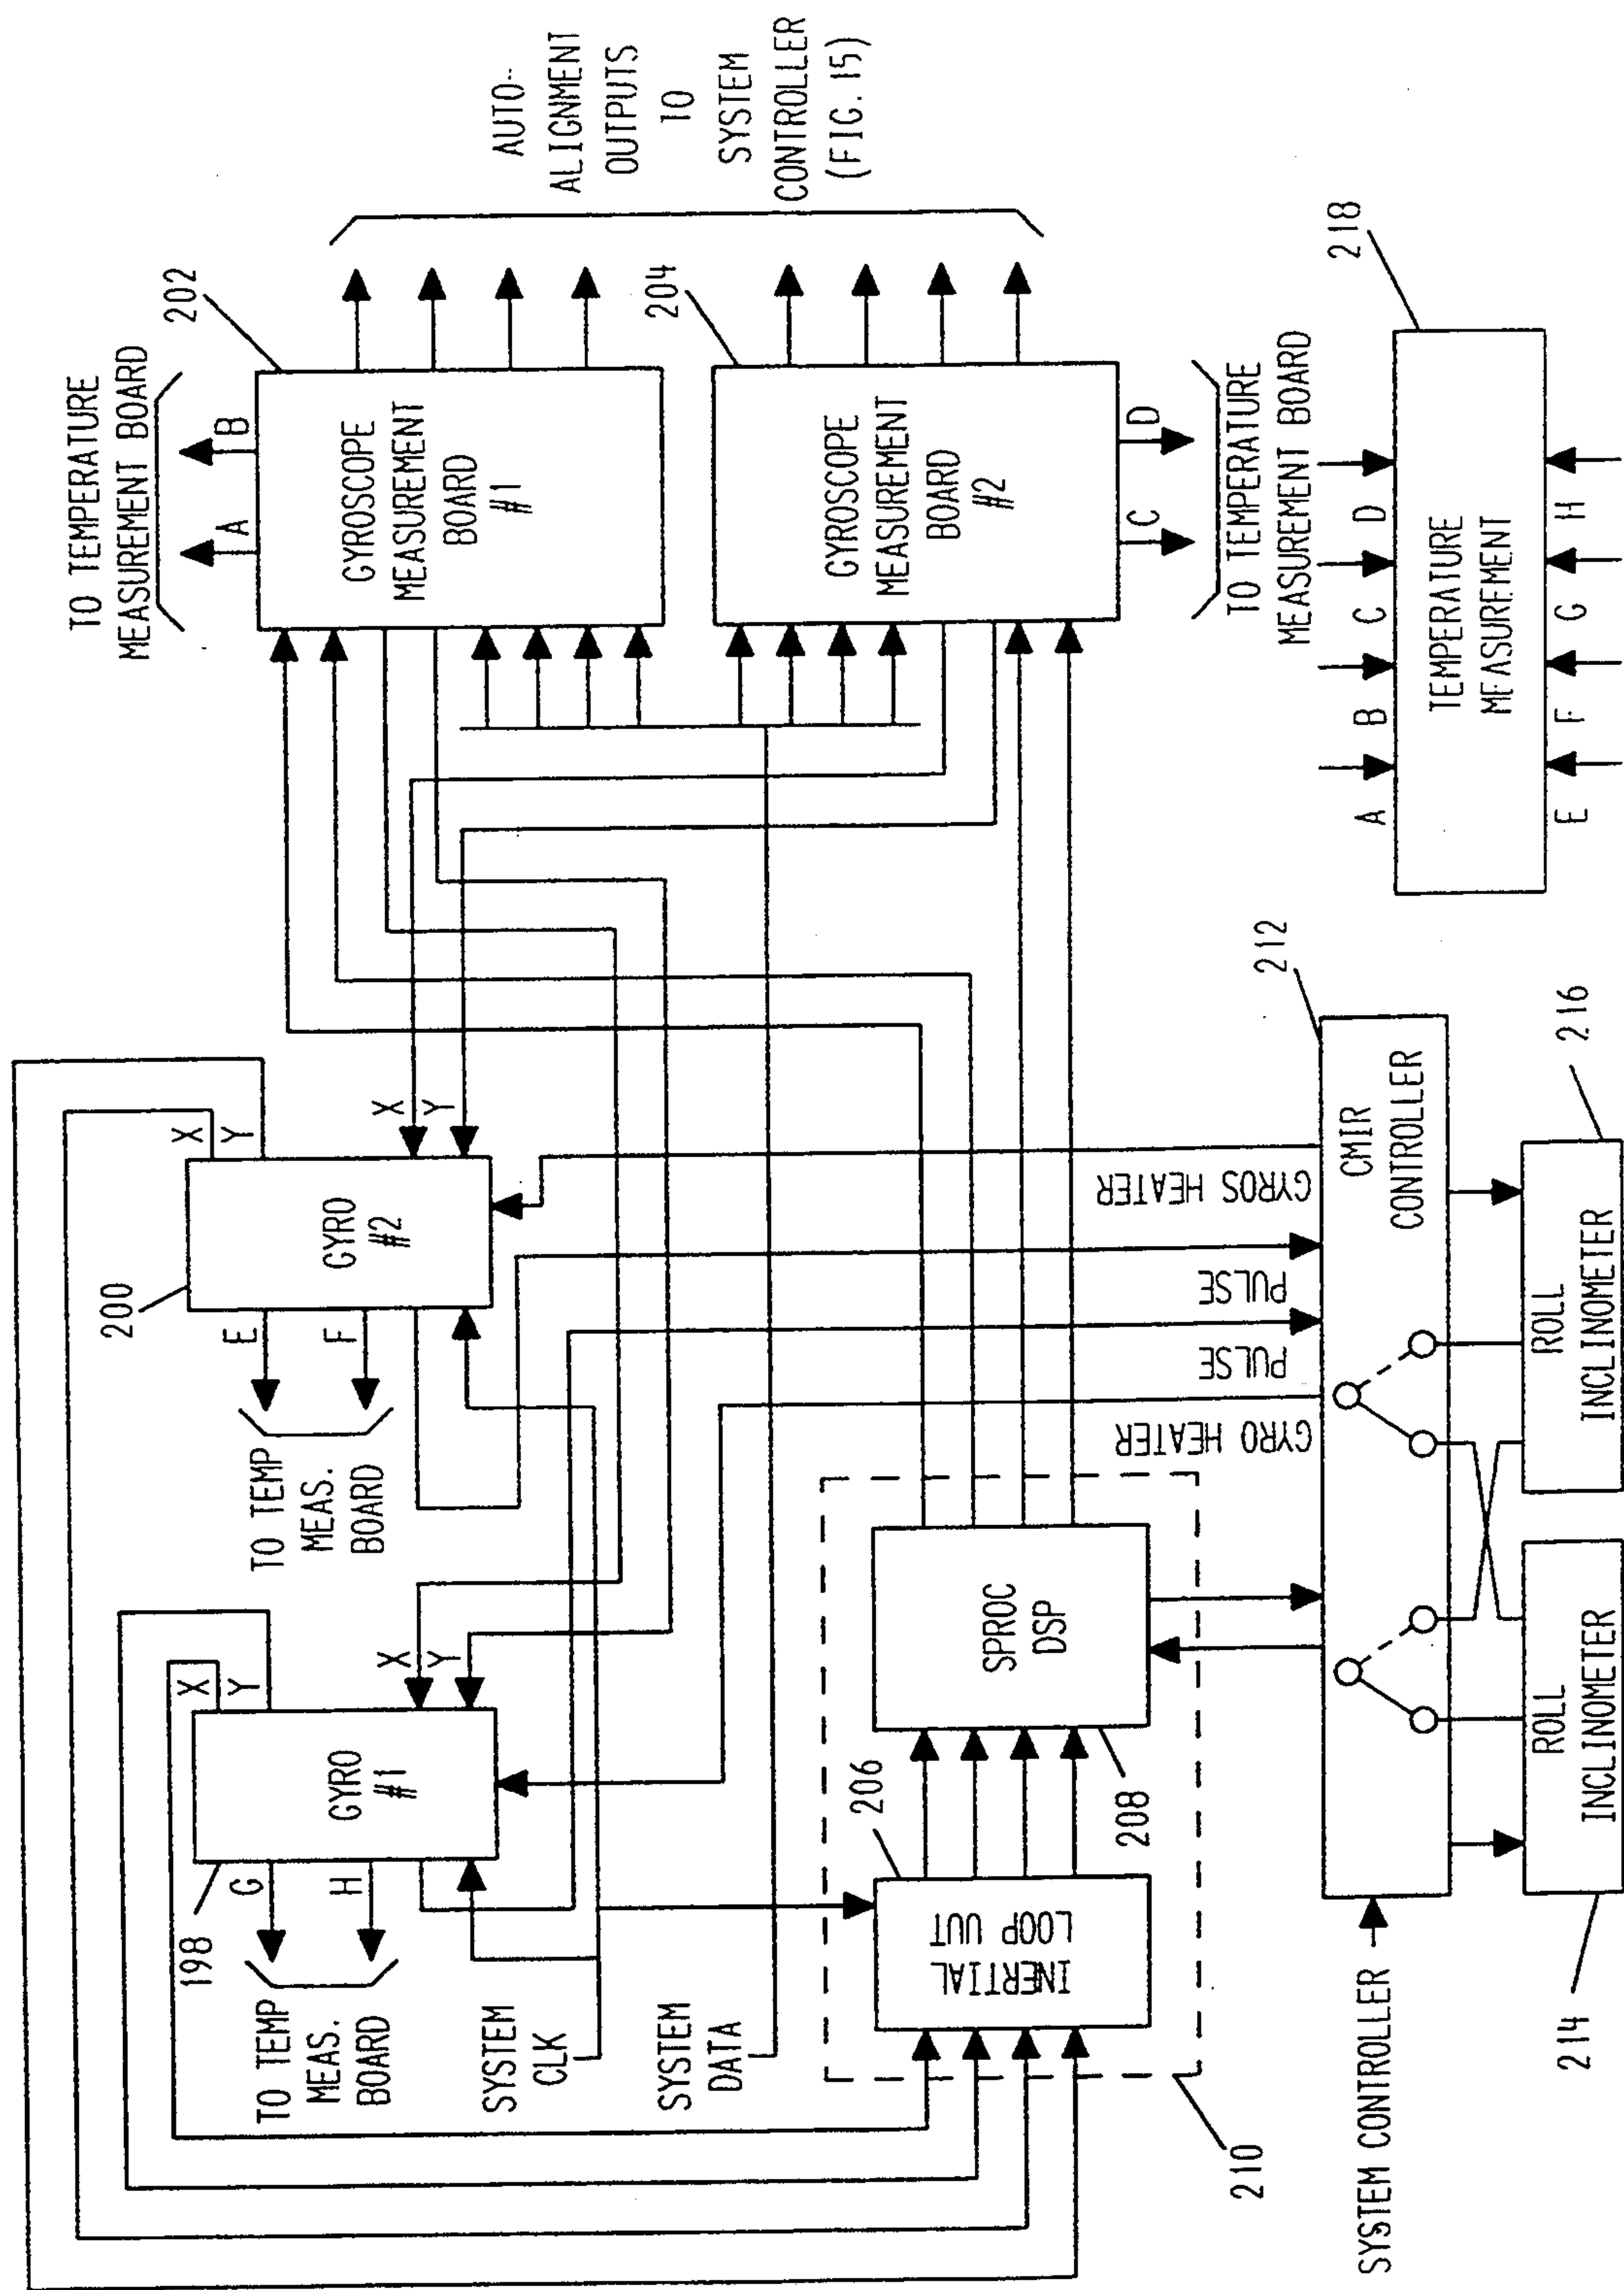 TO TEMPERATURE
MEASUREMENT BOARD
202
A
B
GYROSCOPE
MEASUREMENT
BOARD
#1
AUTO-
ALIGNMENT
OUTPUTS
TO
SYSTEM
CONTROLLER
(FIG. 15)
204
GYROSCOPE
MEASUREMENT
BOARD
#2
C
D
TO TEMPERATURE
MEASUREMENT BOARD
200
GYRO
#2
X
Y
X
Y
E
F
TO TEMP
MEAS.
BOARD
198
GYRO
#1
X
Y
X
Y
G
H
TO TEMP
MEAS.
BOARD
SYSTEM
CLK
SYSTEM
DATA
206
INERTIAL
LOOP UUT
208
SPROC
DSP
210
GYRO HEATER
PULSE
PULSE
GYROS HEATER
212
CMIR
CONTROLLER
SYSTEM CONTROLLER
214
ROLL
INCLINOMETER
216
ROLL
INCLINOMETER
218
A B C D
TEMPERATURE
MEASUREMENT
E F G H